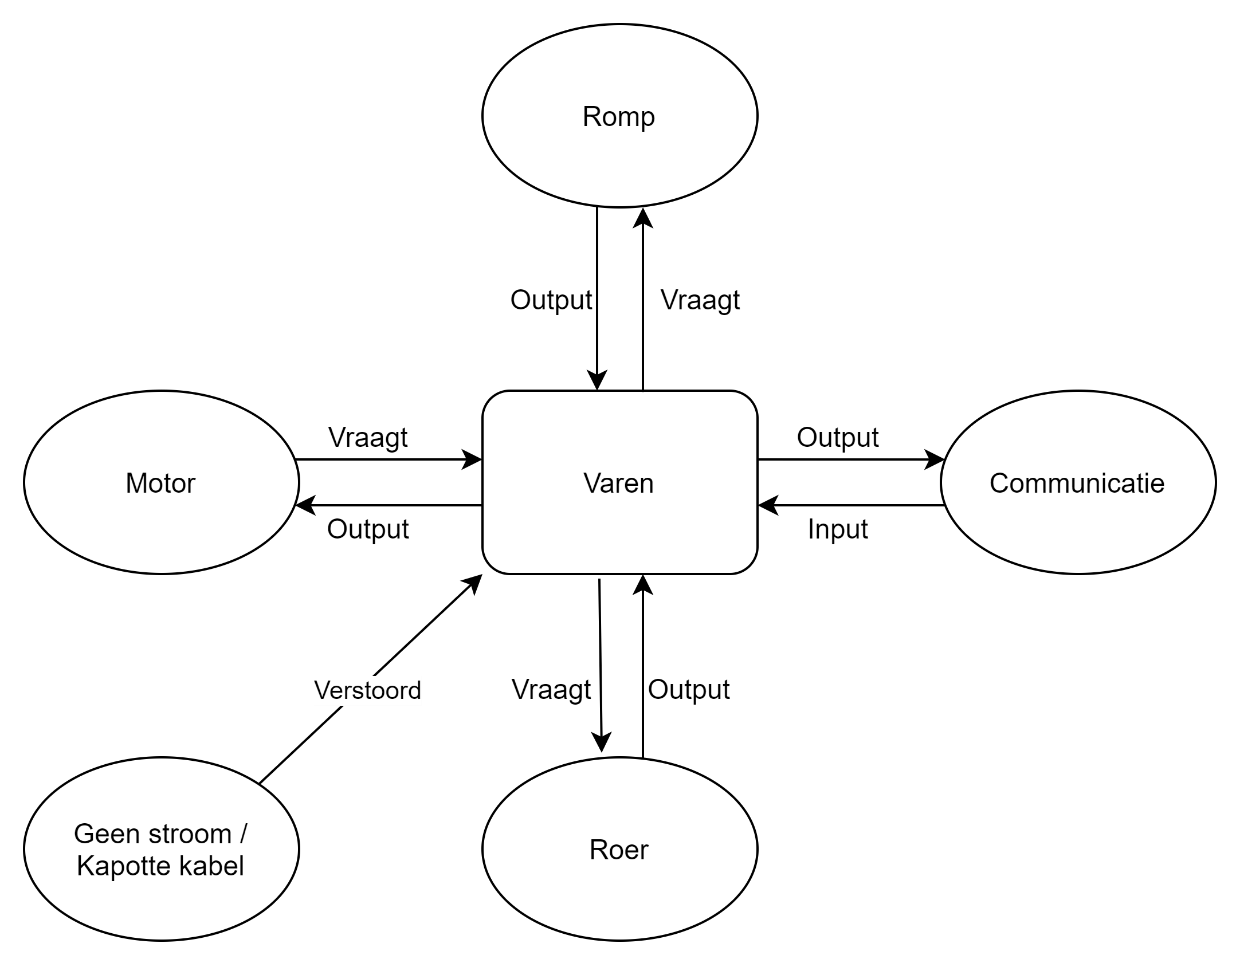 Romp
Output
Vraagt
Vraagt
Output
Motor
Varen
Communicatie
Output
Input
Verstoord
Vraagt
Output
Geen stroom /
Kapotte kabel
Roer